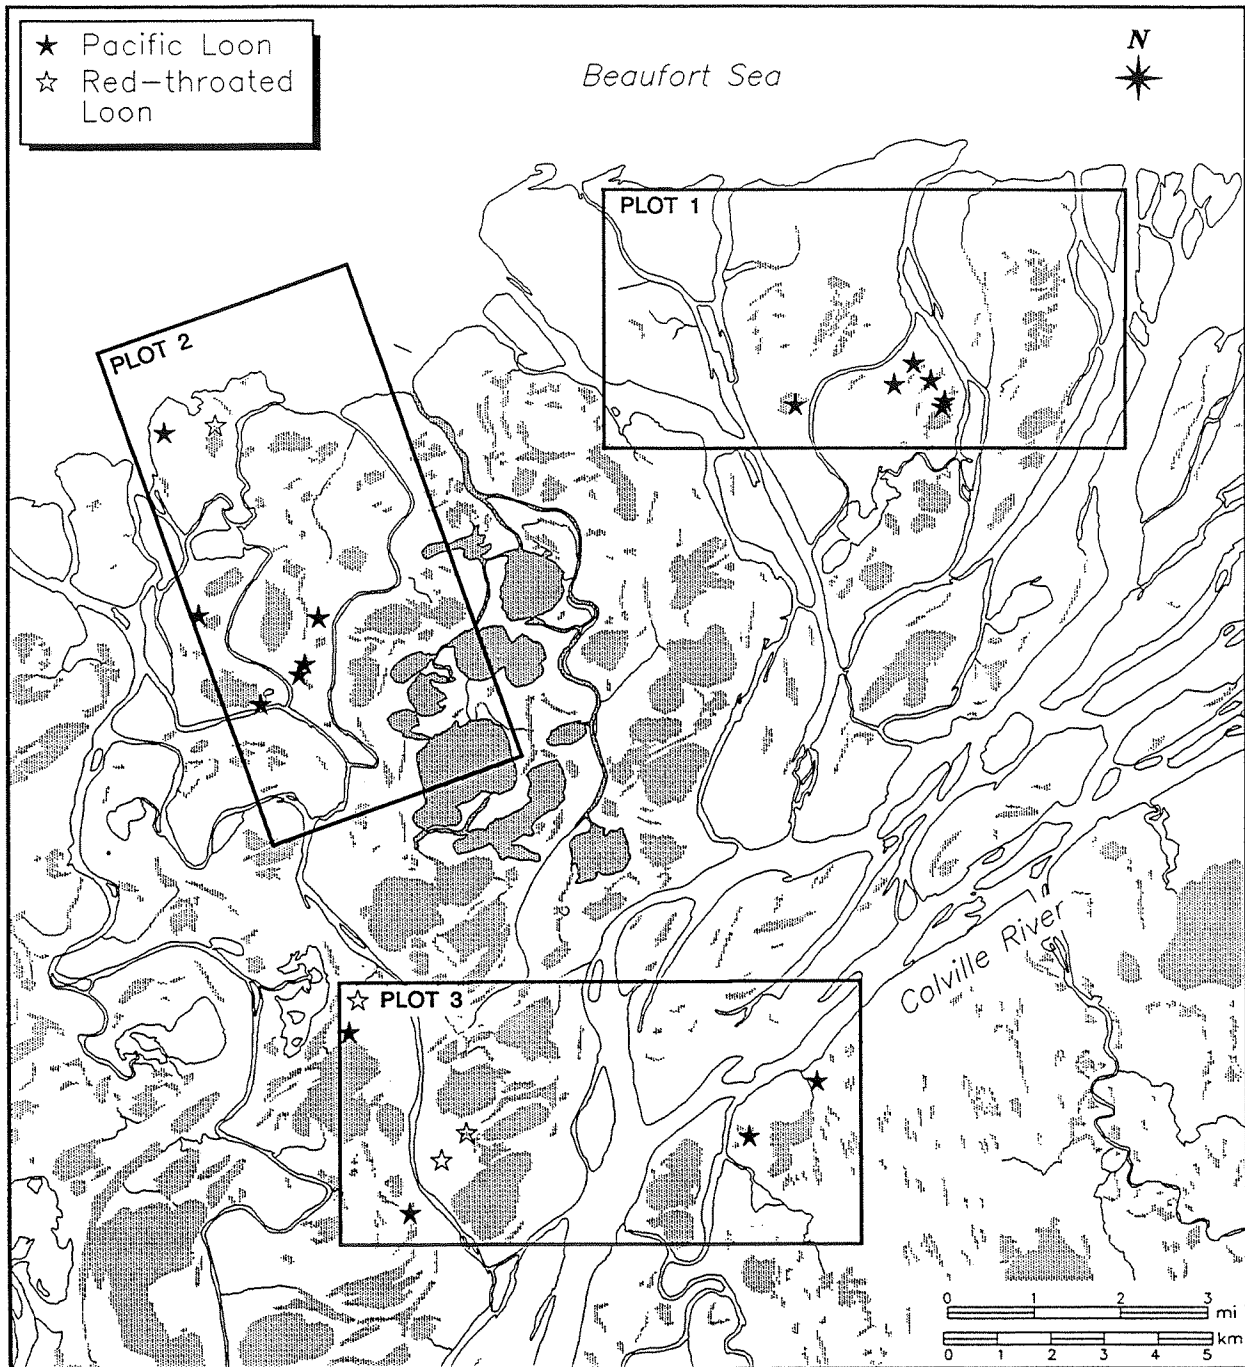 Pacific Loon
Red-throated
Loon
Beaufort Sea
N
PLOT 1
PLOT 2
Colville River
PLOT 3
0 1 2 3
mi
km
0 1 2 3 4 5